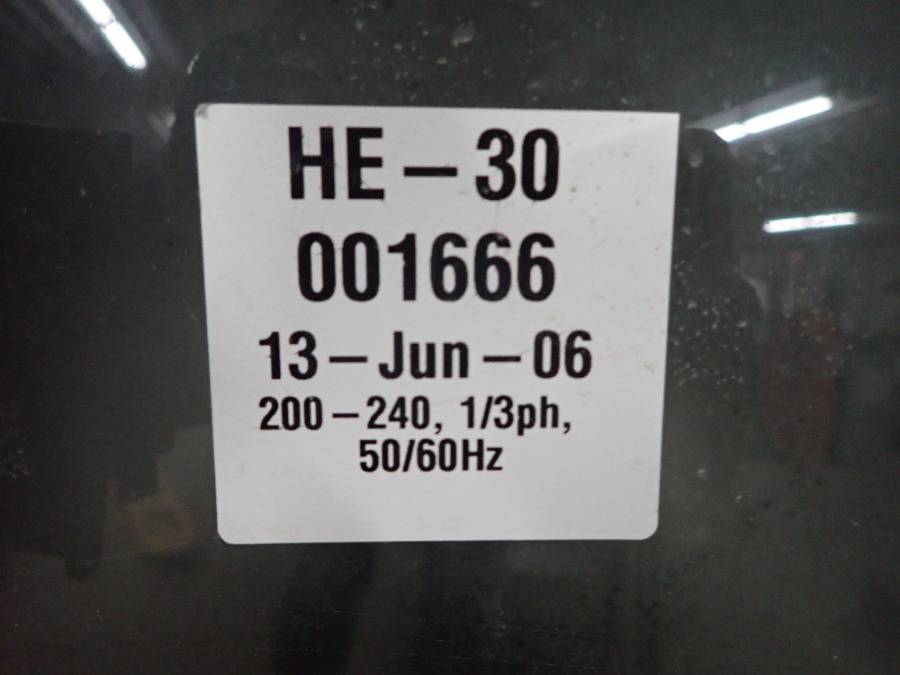 HE-30
001666
13-Jun-06
200-240, 1/3ph,
50/60Hz